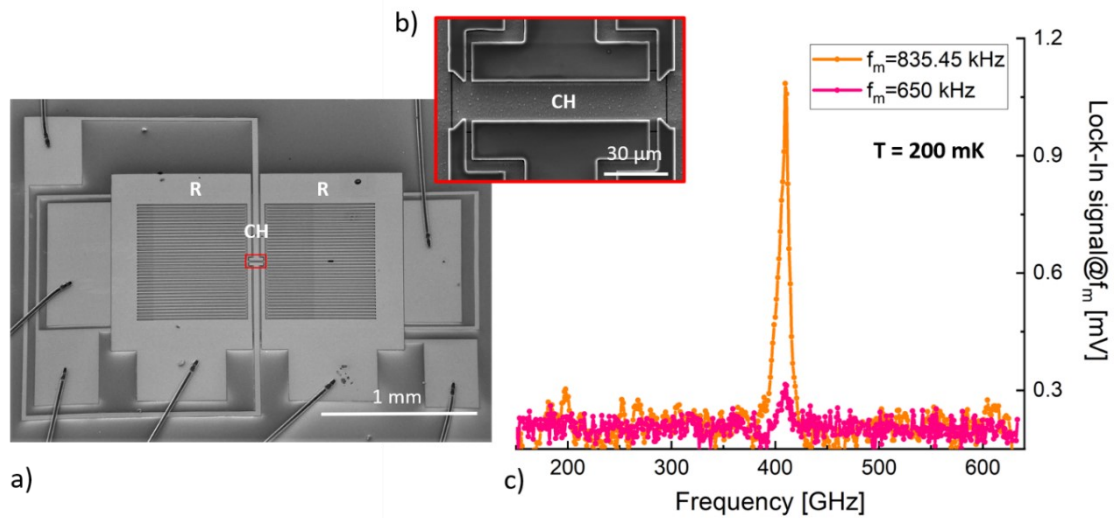 b)
CH
30 μm
R
R
CH
1 mm
a)
f_m=835.45 kHz
f_m=650 kHz
T = 200 mK
1.2
0.9
0.6
0.3
Lock-In signal@f_m [mV]
200
300
400
500
600
Frequency [GHz]
c)